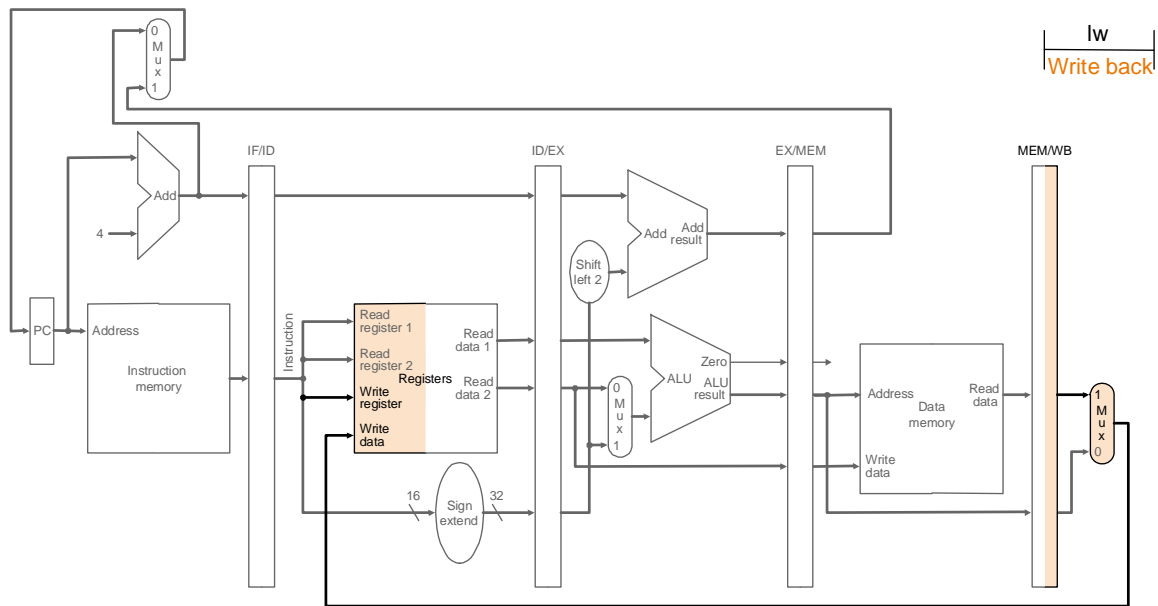 lw
Write back
0
M
u
x
1
IF/ID
ID/EX
EX/MEM
MEM/WB
Add
4
Add
Add
result
Shift
left 2
PC
Address
Instruction
memory
Instruction
Read
register 1
Read
register 2
Write
register
Write
data
Registers
Read
data 1
Read
data 2
0
M
u
x
1
Zero
ALU
ALU
result
Address
Write
data
Data
memory
Read
data
1
M
u
x
0
16
Sign
extend
32